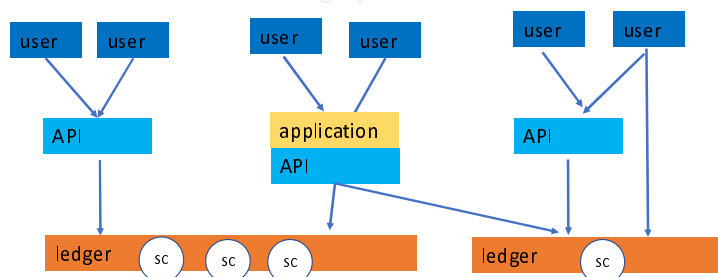 user
user
user
user
user
user
API
application
API
API
ledger
sc
sc
sc
ledger
sc